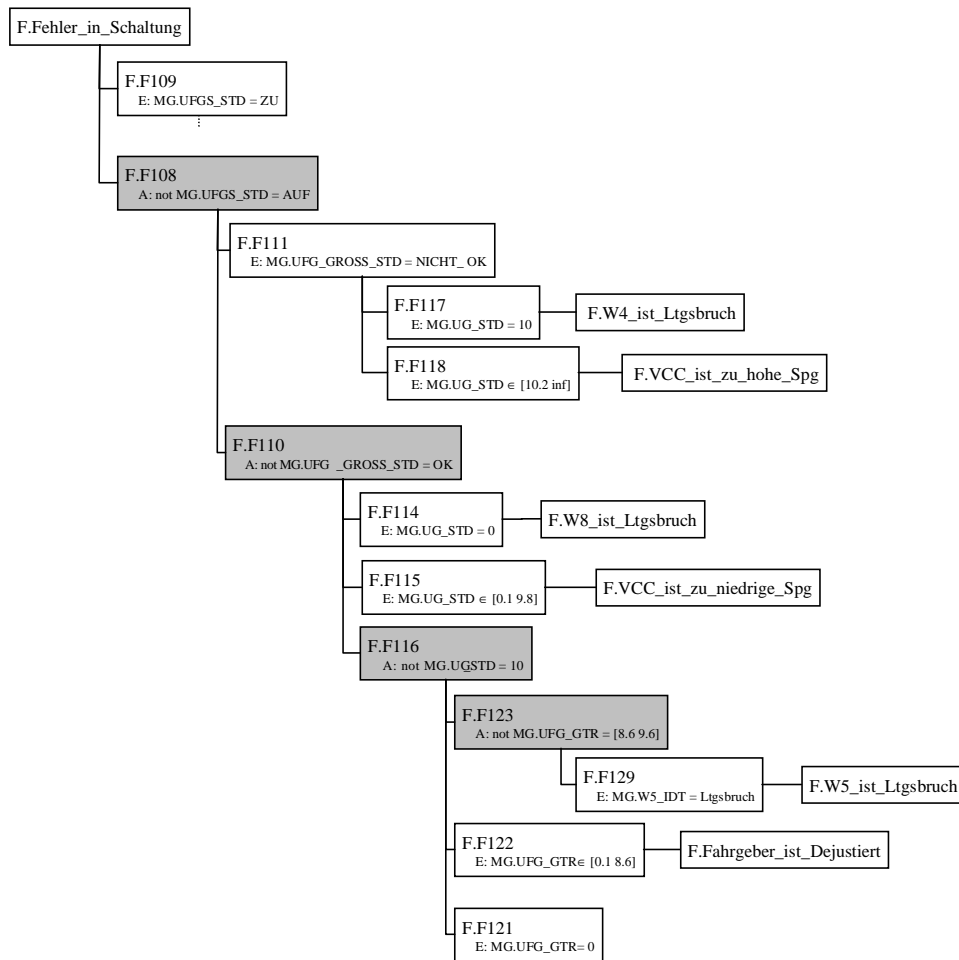 F.Fehler_in_Schaltung
F.F109
E: MG.UFGS_STD = ZU
...
F.F108
A: not MG.UFGS_STD = AUF
F.F111
E: MG.UFG_GROSS_STD = NICHT_ OK
F.F117
E: MG.UG_STD = 10
F.W4_ist_Ltgsbruch
F.F118
E: MG.UG_STD ∈ [10.2 inf]
F.VCC_ist_zu_hohe_Spg
F.F110
A: not MG.UFG _GROSS_STD = OK
F.F114
E: MG.UG_STD = 0
F.W8_ist_Ltgsbruch
F.F115
E: MG.UG_STD ∈ [0.1 9.8]
F.VCC_ist_zu_niedrige_Spg
F.F116
A: not MG.UG_STD = 10
F.F123
A: not MG.UFG_GTR = [8.6 9.6]
F.F129
E: MG.W5_IDT = Ltgsbruch
F.W5_ist_Ltgsbruch
F.F122
E: MG.UFG_GTR∈ [0.1 8.6]
F.Fahrgeber_ist_Dejustiert
F.F121
E: MG.UFG_GTR= 0